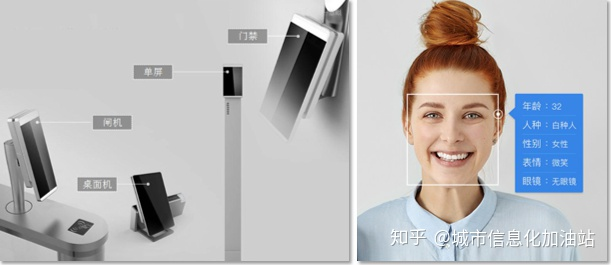 门禁
单屏
闸机
桌面机
年龄：32
人种：白种人
性别：女性
表情：微笑
眼镜：无眼镜
知乎 @城市信息化加油站